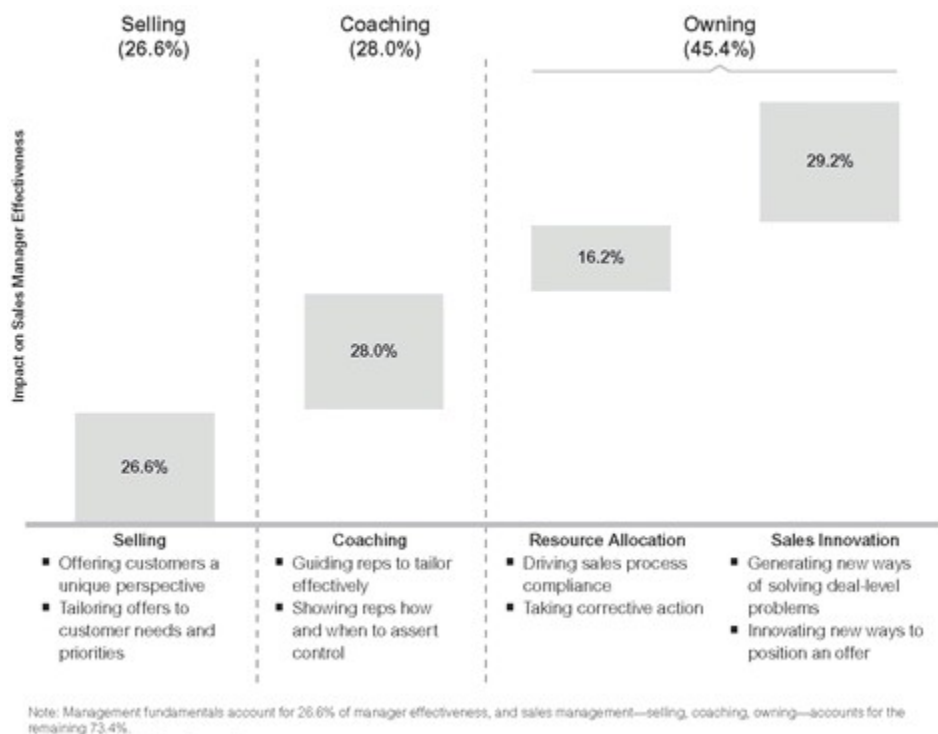 Selling
(26.6%)
Coaching
(28.0%)
Owning
(45.4%)
Impact on Sales Manager Effectiveness
29.2%
16.2%
28.0%
26.6%
Selling
▪ Offering customers a
unique perspective
▪ Tailoring offers to
customer needs and
priorities
Coaching
▪ Guiding reps to tailor
effectively
▪ Showing reps how
and when to assert
control
Resource Allocation
▪ Driving sales process
compliance
▪ Taking corrective action
Sales Innovation
▪ Generating new ways
of solving deal-level
problems
▪ Innovating new ways to
position an offer
Note: Management fundamentals account for 26.6% of manager effectiveness, and sales management—selling, coaching, owning—accounts for the
remaining 73.4%.